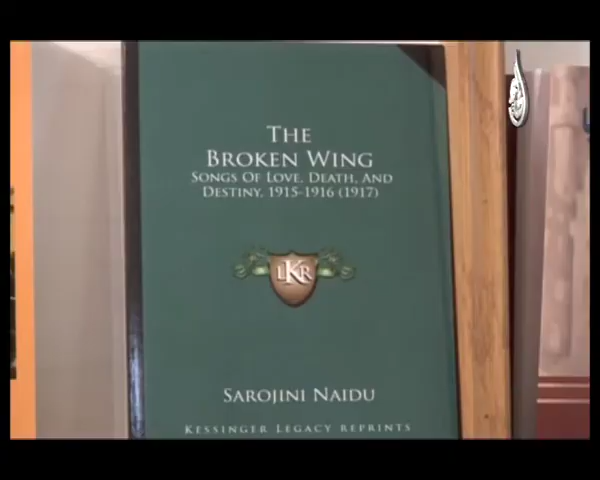 THE
BROKEN WING
SONGS OF LOVE, DEATH, AND
DESTINY, 1915-1916 (1917)
LKR
SAROJINI NAIDU
KESSINGER LEGACY REPRINTS